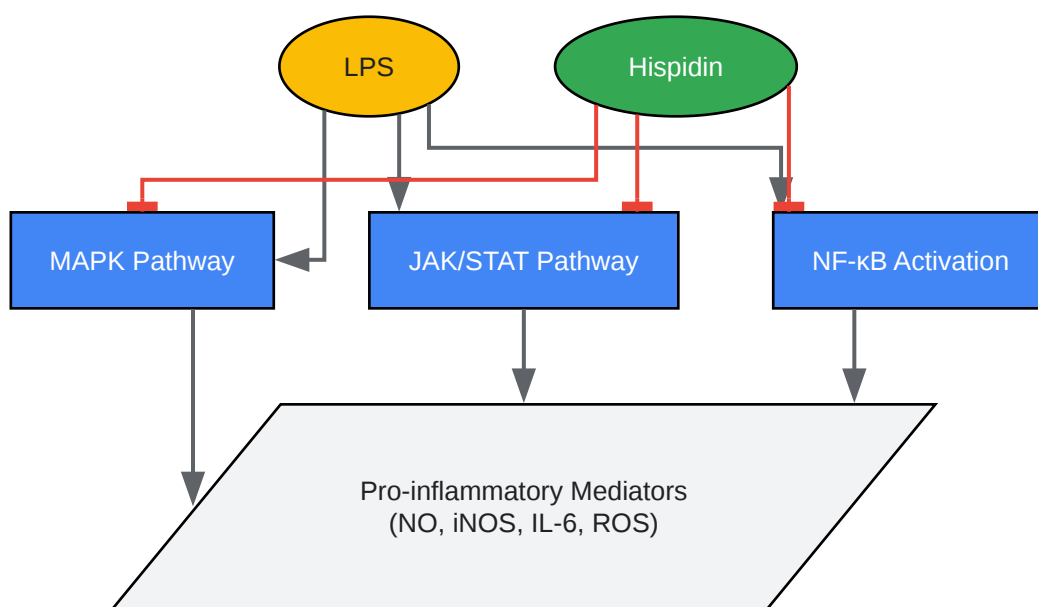 LPS
Hispidin
MAPK Pathway
JAK/STAT Pathway
NF-κB Activation
Pro-inflammatory Mediators
(NO, iNOS, IL-6, ROS)